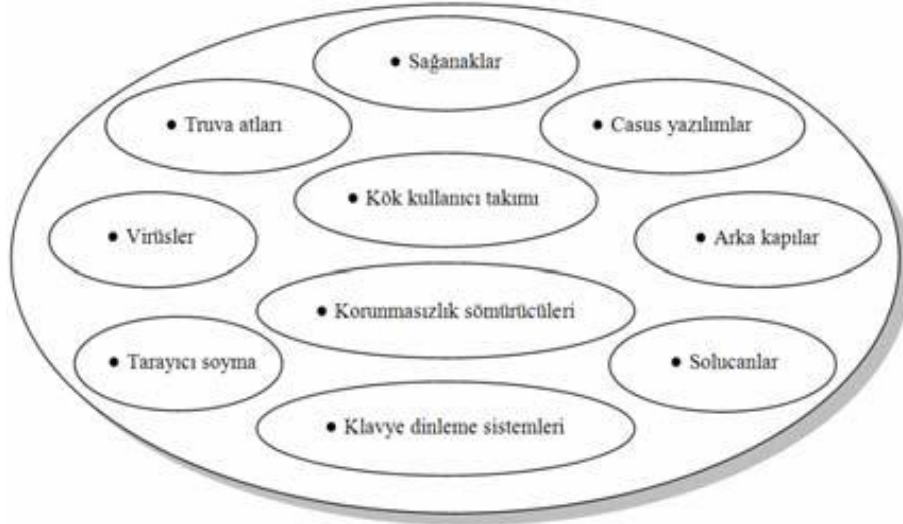 • Sağanaklar
• Truva atları
• Casus yazılımlar
• Kök kullanıcı takımı
• Virüsler
• Arka kapılar
• Korunmasızlık sömürücüleri
• Tarayıcı soyma
• Solucanlar
• Klavye dinleme sistemleri